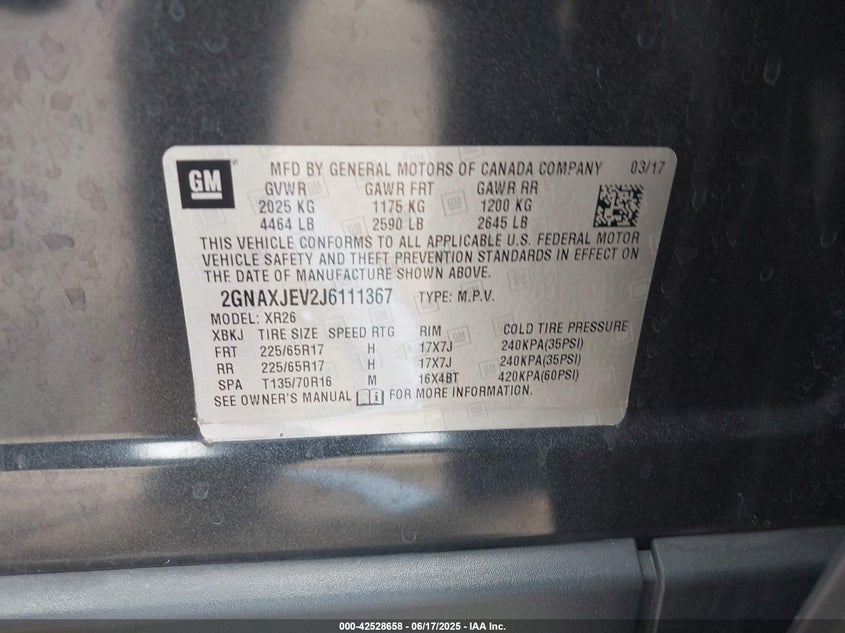 GM MFD BY GENERAL MOTORS OF CANADA COMPANY 03/17
GVWR GAWR FRT GAWR RR
2025 KG 1175 KG 1200 KG
4464 LB 2590 LB 2645 LB
THIS VEHICLE CONFORMS TO ALL APPLICABLE U.S. FEDERAL MOTOR
VEHICLE SAFETY AND THEFT PREVENTION STANDARDS IN EFFECT ON
THE DATE OF MANUFACTURE SHOWN ABOVE.
2GNAXJEV2J6111367 TYPE: M.P.V.
MODEL: XR26
XBKJ TIRE SIZE SPEED RTG RIM COLD TIRE PRESSURE
FRT 225/65R17 H 17X7J 240KPA(35PSI)
RR 225/65R17 H 17X7J 240KPA(35PSI)
SPA T135/70R16 M 16X4BT 420KPA(60PSI)
SEE OWNER'S MANUAL i FOR MORE INFORMATION.
000-42528658 - 06/17/2025 - IAA Inc.